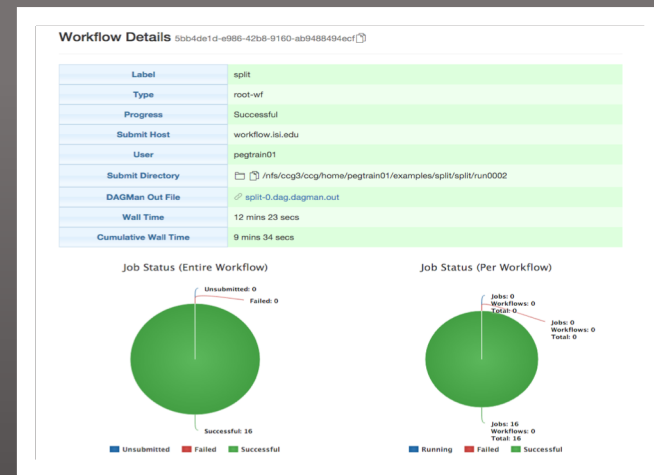 Workflow Details 5bb4de1d-e986-42b8-9160-ab9488494ecf
Label split
Type root-wf
Progress Successful
Submit Host workflow.isi.edu
User pegtrain01
Submit Directory /nfs/ccg3/ccg/home/pegtrain01/examples/split/split/run0002
DAGMan Out File split-0.dag.dagman.out
Wall Time 12 mins 23 secs
Cumulative Wall Time 9 mins 34 secs
Job Status (Entire Workflow)
Unsubmitted: 0
Failed: 0
Successful: 16
Unsubmitted Failed Successful
Job Status (Per Workflow)
Jobs: 0
Workflows: 0
Total: 0
Jobs: 0
Workflows: 0
Total: 0
Jobs: 16
Workflows: 0
Total: 16
Running Failed Successful